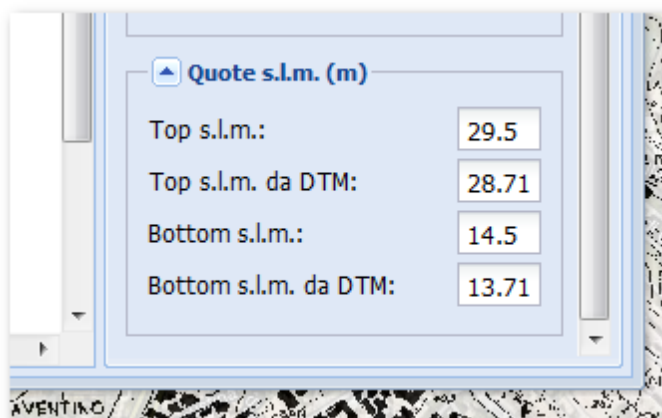 Quote s.l.m. (m)
Top s.l.m.: 29.5
Top s.l.m. da DTM: 28.71
Bottom s.l.m.: 14.5
Bottom s.l.m. da DTM: 13.71
AVENTINO